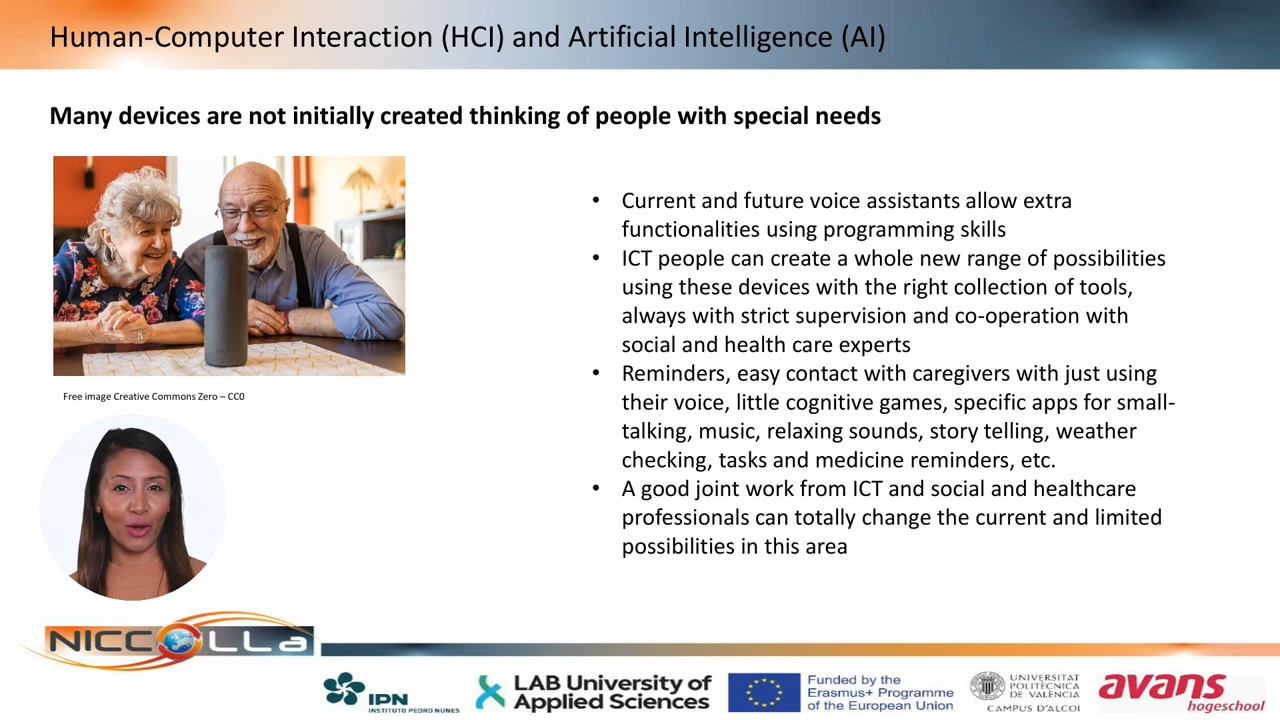 Human-Computer Interaction (HCI) and Artificial Intelligence (AI)
Many devices are not initially created thinking of people with special needs
Free image Creative Commons Zero – CC0
• Current and future voice assistants allow extra
functionalities using programming skills
• ICT people can create a whole new range of possibilities
using these devices with the right collection of tools,
always with strict supervision and co-operation with
social and health care experts
• Reminders, easy contact with caregivers with just using
their voice, little cognitive games, specific apps for small-
talking, music, relaxing sounds, story telling, weather
checking, tasks and medicine reminders, etc.
• A good joint work from ICT and social and healthcare
professionals can totally change the current and limited
possibilities in this area
NICCOLLa
IPN
INSTITUTO PEDRO NUNES
LAB University of
Applied Sciences
Funded by the
Erasmus+ Programme
of the European Union
UNIVERSITAT
POLITÈCNICA
DE VALÈNCIA
CAMPUS D'ALCOI
avans
hogeschool